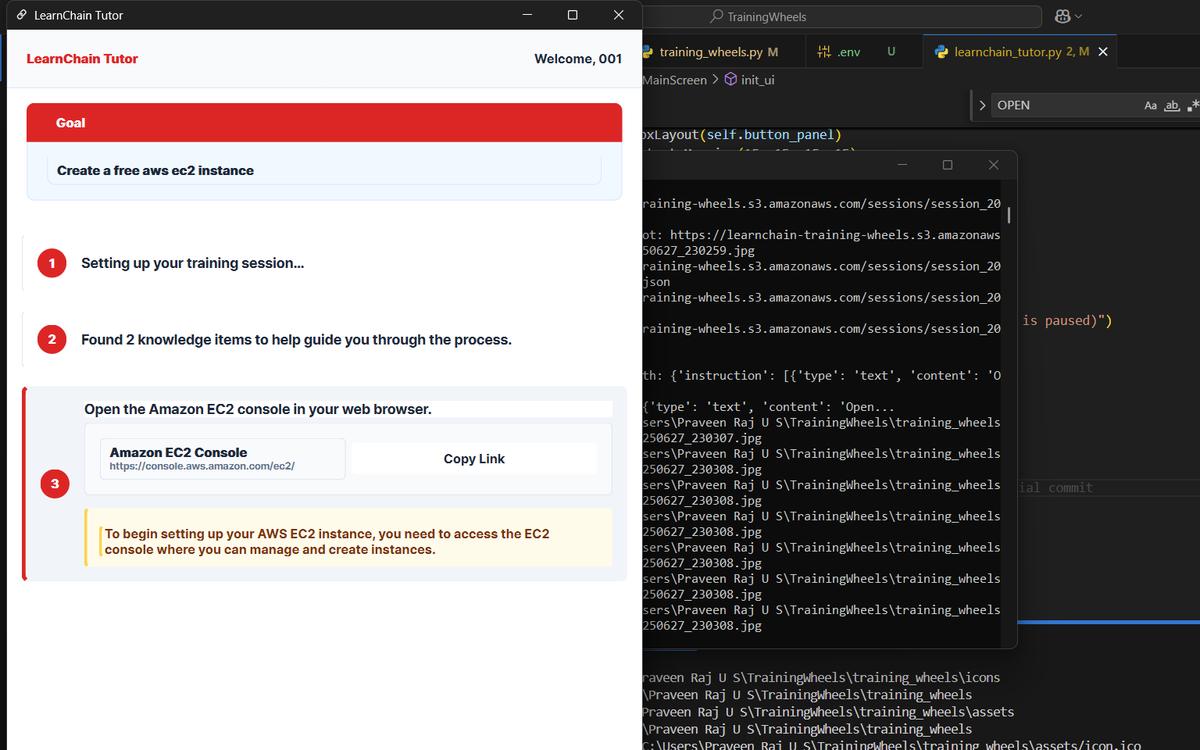 LearnChain Tutor
LearnChain Tutor
Welcome, 001
Goal
Create a free aws ec2 instance
1
Setting up your training session...
2
Found 2 knowledge items to help guide you through the process.
3
Open the Amazon EC2 console in your web browser.
Amazon EC2 Console
https://console.aws.amazon.com/ec2/
Copy Link
To begin setting up your AWS EC2 instance, you need to access the EC2
console where you can manage and create instances.
TrainingWheels
training_wheels.py M
.env U
learnchain_tutor.py 2, M
MainScreen > init_ui
OPEN
Aa ab
oxLayout(self.button_panel)
raining-wheels.s3.amazonaws.com/sessions/session_20
ot: https://learnchain-training-wheels.s3.amazonaws
50627_230259.jpg
raining-wheels.s3.amazonaws.com/sessions/session_20
json
raining-wheels.s3.amazonaws.com/sessions/session_20
raining-wheels.s3.amazonaws.com/sessions/session_20
th: {'instruction': [{'type': 'text', 'content': 'O
{'type': 'text', 'content': 'Open...
sers\Praveen Raj U S\TrainingWheels\training_wheels
250627_230307.jpg
sers\Praveen Raj U S\TrainingWheels\training_wheels
250627_230308.jpg
sers\Praveen Raj U S\TrainingWheels\training_wheels
250627_230308.jpg
sers\Praveen Raj U S\TrainingWheels\training_wheels
250627_230308.jpg
sers\Praveen Raj U S\TrainingWheels\training_wheels
250627_230308.jpg
sers\Praveen Raj U S\TrainingWheels\training_wheels
250627_230308.jpg
sers\Praveen Raj U S\TrainingWheels\training_wheels
250627_230308.jpg
is paused)")
ial commit
raveen Raj U S\TrainingWheels\training_wheels\icons
\Praveen Raj U S\TrainingWheels\training_wheels
Praveen Raj U S\TrainingWheels\training_wheels\assets
\Praveen Raj U S\TrainingWheels\training_wheels
C:\Users\Praveen Raj U S\TrainingWheels\training_wheels\assets/icon.ico